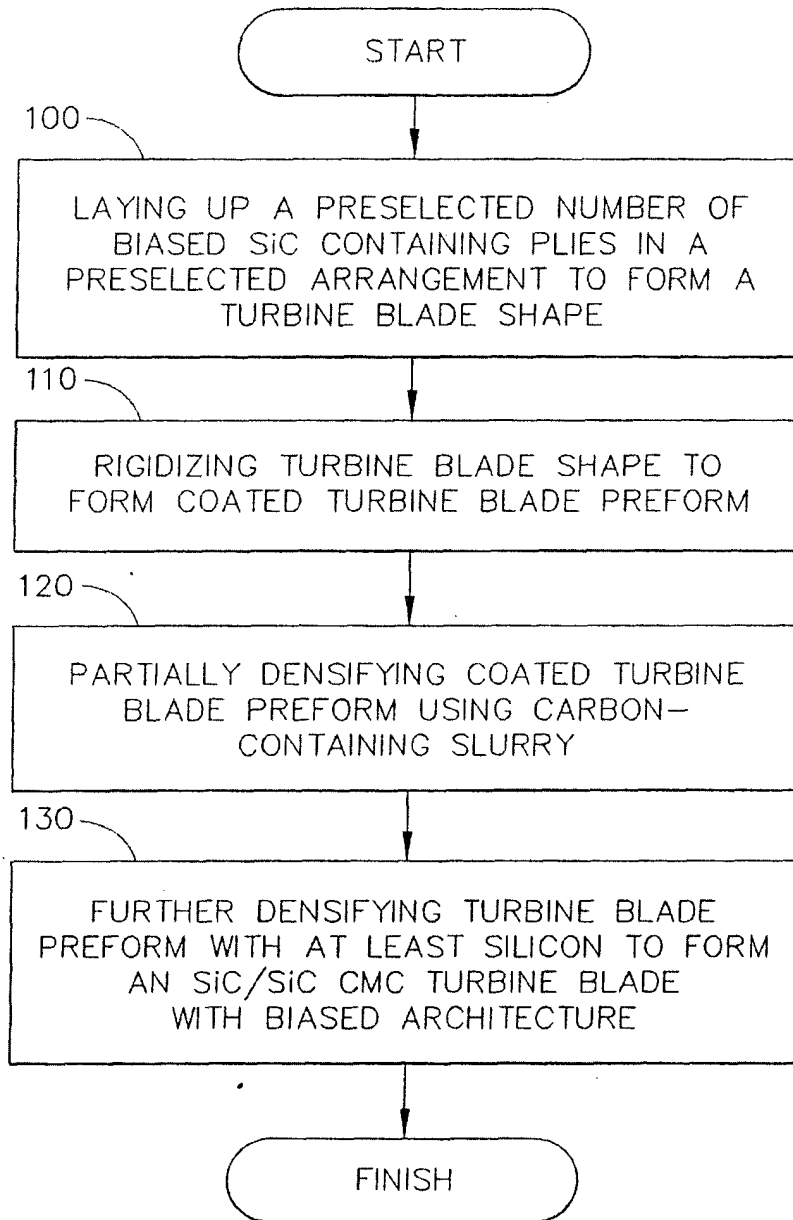 START
100
LAYING UP A PRESELECTED NUMBER OF
BIASED SiC CONTAINING PLIES IN A
PRESELECTED ARRANGEMENT TO FORM A
TURBINE BLADE SHAPE
110
RIGIDIZING TURBINE BLADE SHAPE TO
FORM COATED TURBINE BLADE PREFORM
120
PARTIALLY DENSIFYING COATED TURBINE
BLADE PREFORM USING CARBON–
CONTAINING SLURRY
130
FURTHER DENSIFYING TURBINE BLADE
PREFORM WITH AT LEAST SILICON TO FORM
AN SiC/SiC CMC TURBINE BLADE
WITH BIASED ARCHITECTURE
FINISH